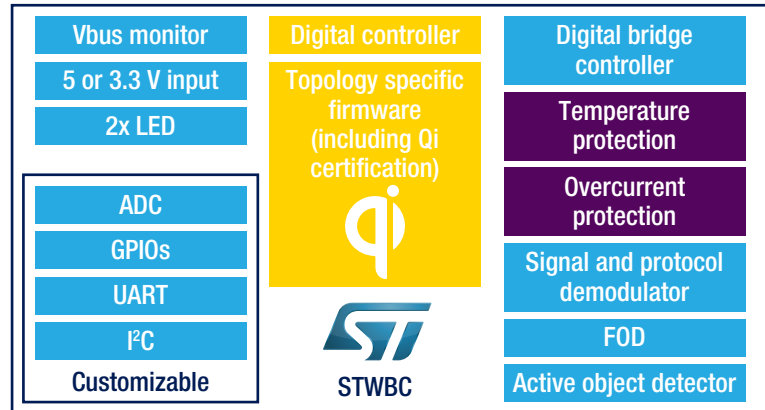 Vbus monitor
5 or 3.3 V input
2x LED
ADC
GPIOs
UART
I²C
Customizable
Digital controller
Topology specific
firmware
(including Qi
certification)
qi
ST
STWBC
Digital bridge
controller
Temperature
protection
Overcurrent
protection
Signal and protocol
demodulator
FOD
Active object detector